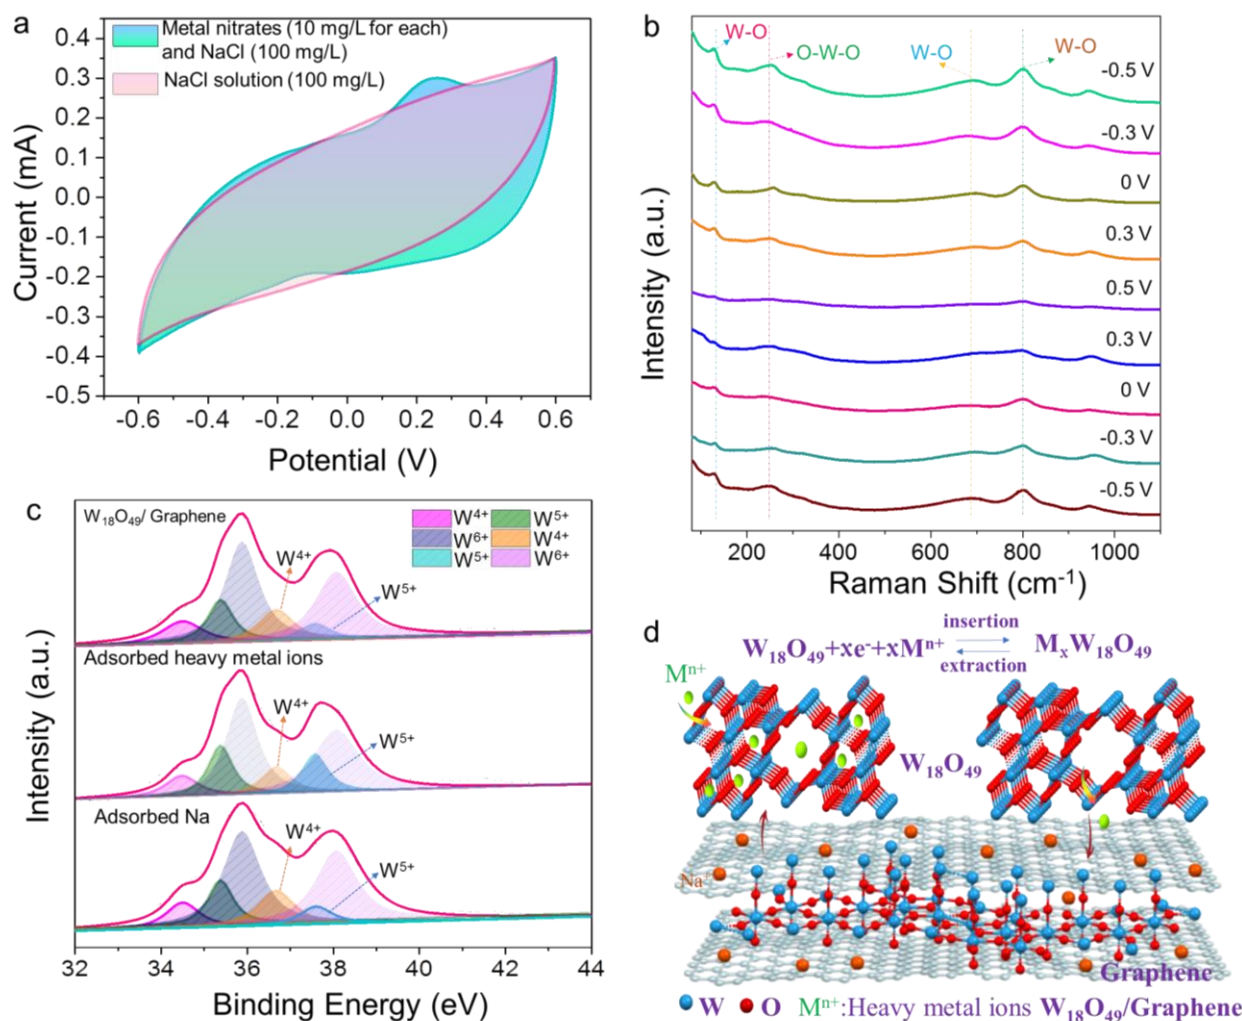 a
Metal nitrates (10 mg/L for each)
and NaCl (100 mg/L)
NaCl solution (100 mg/L)
0.4
0.3
0.2
0.1
0.0
-0.1
-0.2
-0.3
-0.4
-0.5
Current (mA)
-0.6 -0.4 -0.2 0.0 0.2 0.4 0.6
Potential (V)
b
W-O
O-W-O
W-O
W-O
-0.5 V
-0.3 V
0 V
0.3 V
0.5 V
0.3 V
0 V
-0.3 V
-0.5 V
Intensity (a.u.)
200 400 600 800 1000
Raman Shift (cm-1)
c
W18O49/ Graphene
W4+ W5+
W6+ W4+
W5+ W6+
W4+
W5+
Adsorbed heavy metal ions
W4+
W5+
Adsorbed Na
W4+
W5+
Intensity (a.u.)
32 34 36 38 40 42 44
Binding Energy (eV)
d
W18O49+xe-+xMn+ insertion MxW18O49
extraction
Mn+
W18O49
Na+
Graphene
W O Mn+:Heavy metal ions W18O49/Graphene